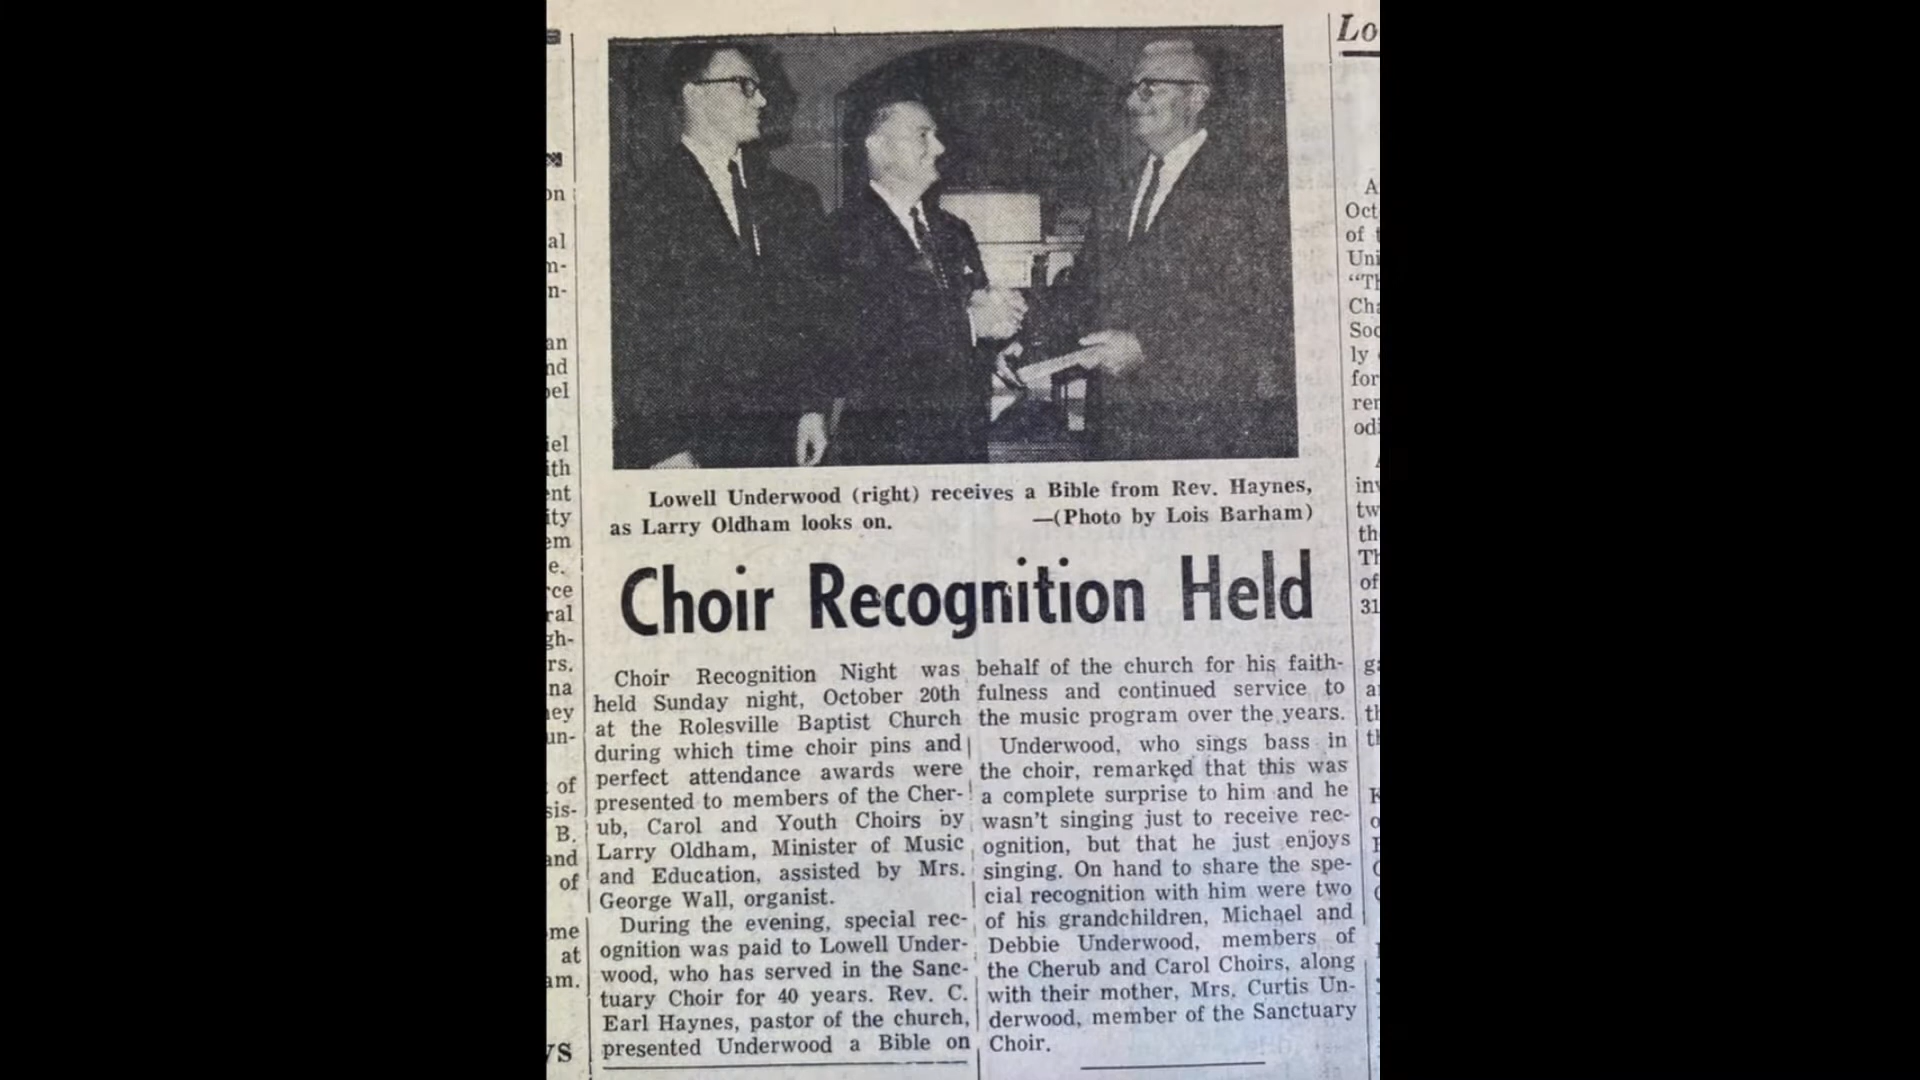 Lowell Underwood (right) receives a Bible from Rev. Haynes,
as Larry Oldham looks on. —(Photo by Lois Barham)
Choir Recognition Held
Choir Recognition Night was
held Sunday night, October 20th
at the Rolesville Baptist Church
during which time choir pins and
perfect attendance awards were
presented to members of the Cher-
ub, Carol and Youth Choirs by
Larry Oldham, Minister of Music
and Education, assisted by Mrs.
George Wall, organist.
During the evening, special rec-
ognition was paid to Lowell Under-
wood, who has served in the Sanc-
tuary Choir for 40 years. Rev. C.
Earl Haynes, pastor of the church,
presented Underwood a Bible on
behalf of the church for his faith-
fulness and continued service to
the music program over the years.
Underwood, who sings bass in
the choir, remarked that this was
a complete surprise to him and he
wasn't singing just to receive rec-
ognition, but that he just enjoys
singing. On hand to share the spe-
cial recognition with him were two
of his grandchildren, Michael and
Debbie Underwood, members of
the Cherub and Carol Choirs, along
with their mother, Mrs. Curtis Un-
derwood, member of the Sanctuary
Choir.